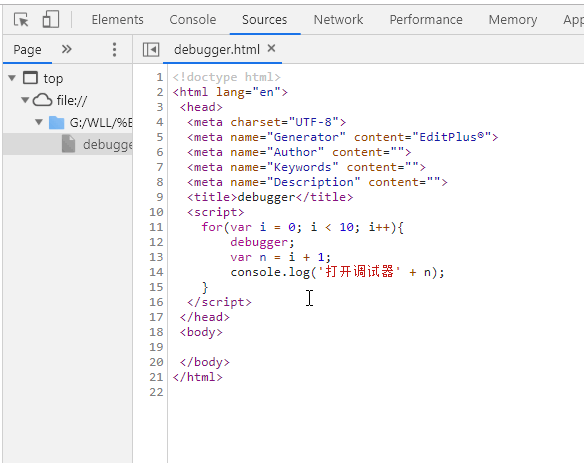 Elements Console Sources Network Performance Memory App
Page » debugger.html ×
top
file://
G:/WLL/%E
debugge
1 <!doctype html>
2 <html lang="en">
3 <head>
4 <meta charset="UTF-8">
5 <meta name="Generator" content="EditPlus®">
6 <meta name="Author" content="">
7 <meta name="Keywords" content="">
8 <meta name="Description" content="">
9 <title>debugger</title>
10 <script>
11 for(var i = 0; i < 10; i++){
12 debugger;
13 var n = i + 1;
14 console.log('打开调试器' + n);
15 }
16 </script>
17 </head>
18 <body>
19
20 </body>
21 </html>
22